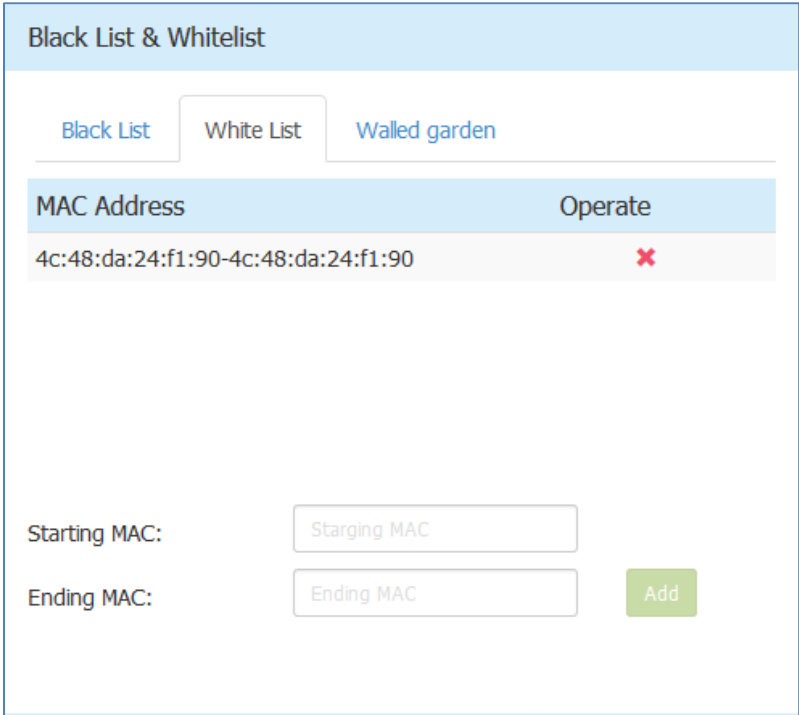 Black List & Whitelist
Black List White List Walled garden
MAC Address Operate
4c:48:da:24:f1:90-4c:48:da:24:f1:90
Starting MAC: Starging MAC
Ending MAC: Ending MAC Add